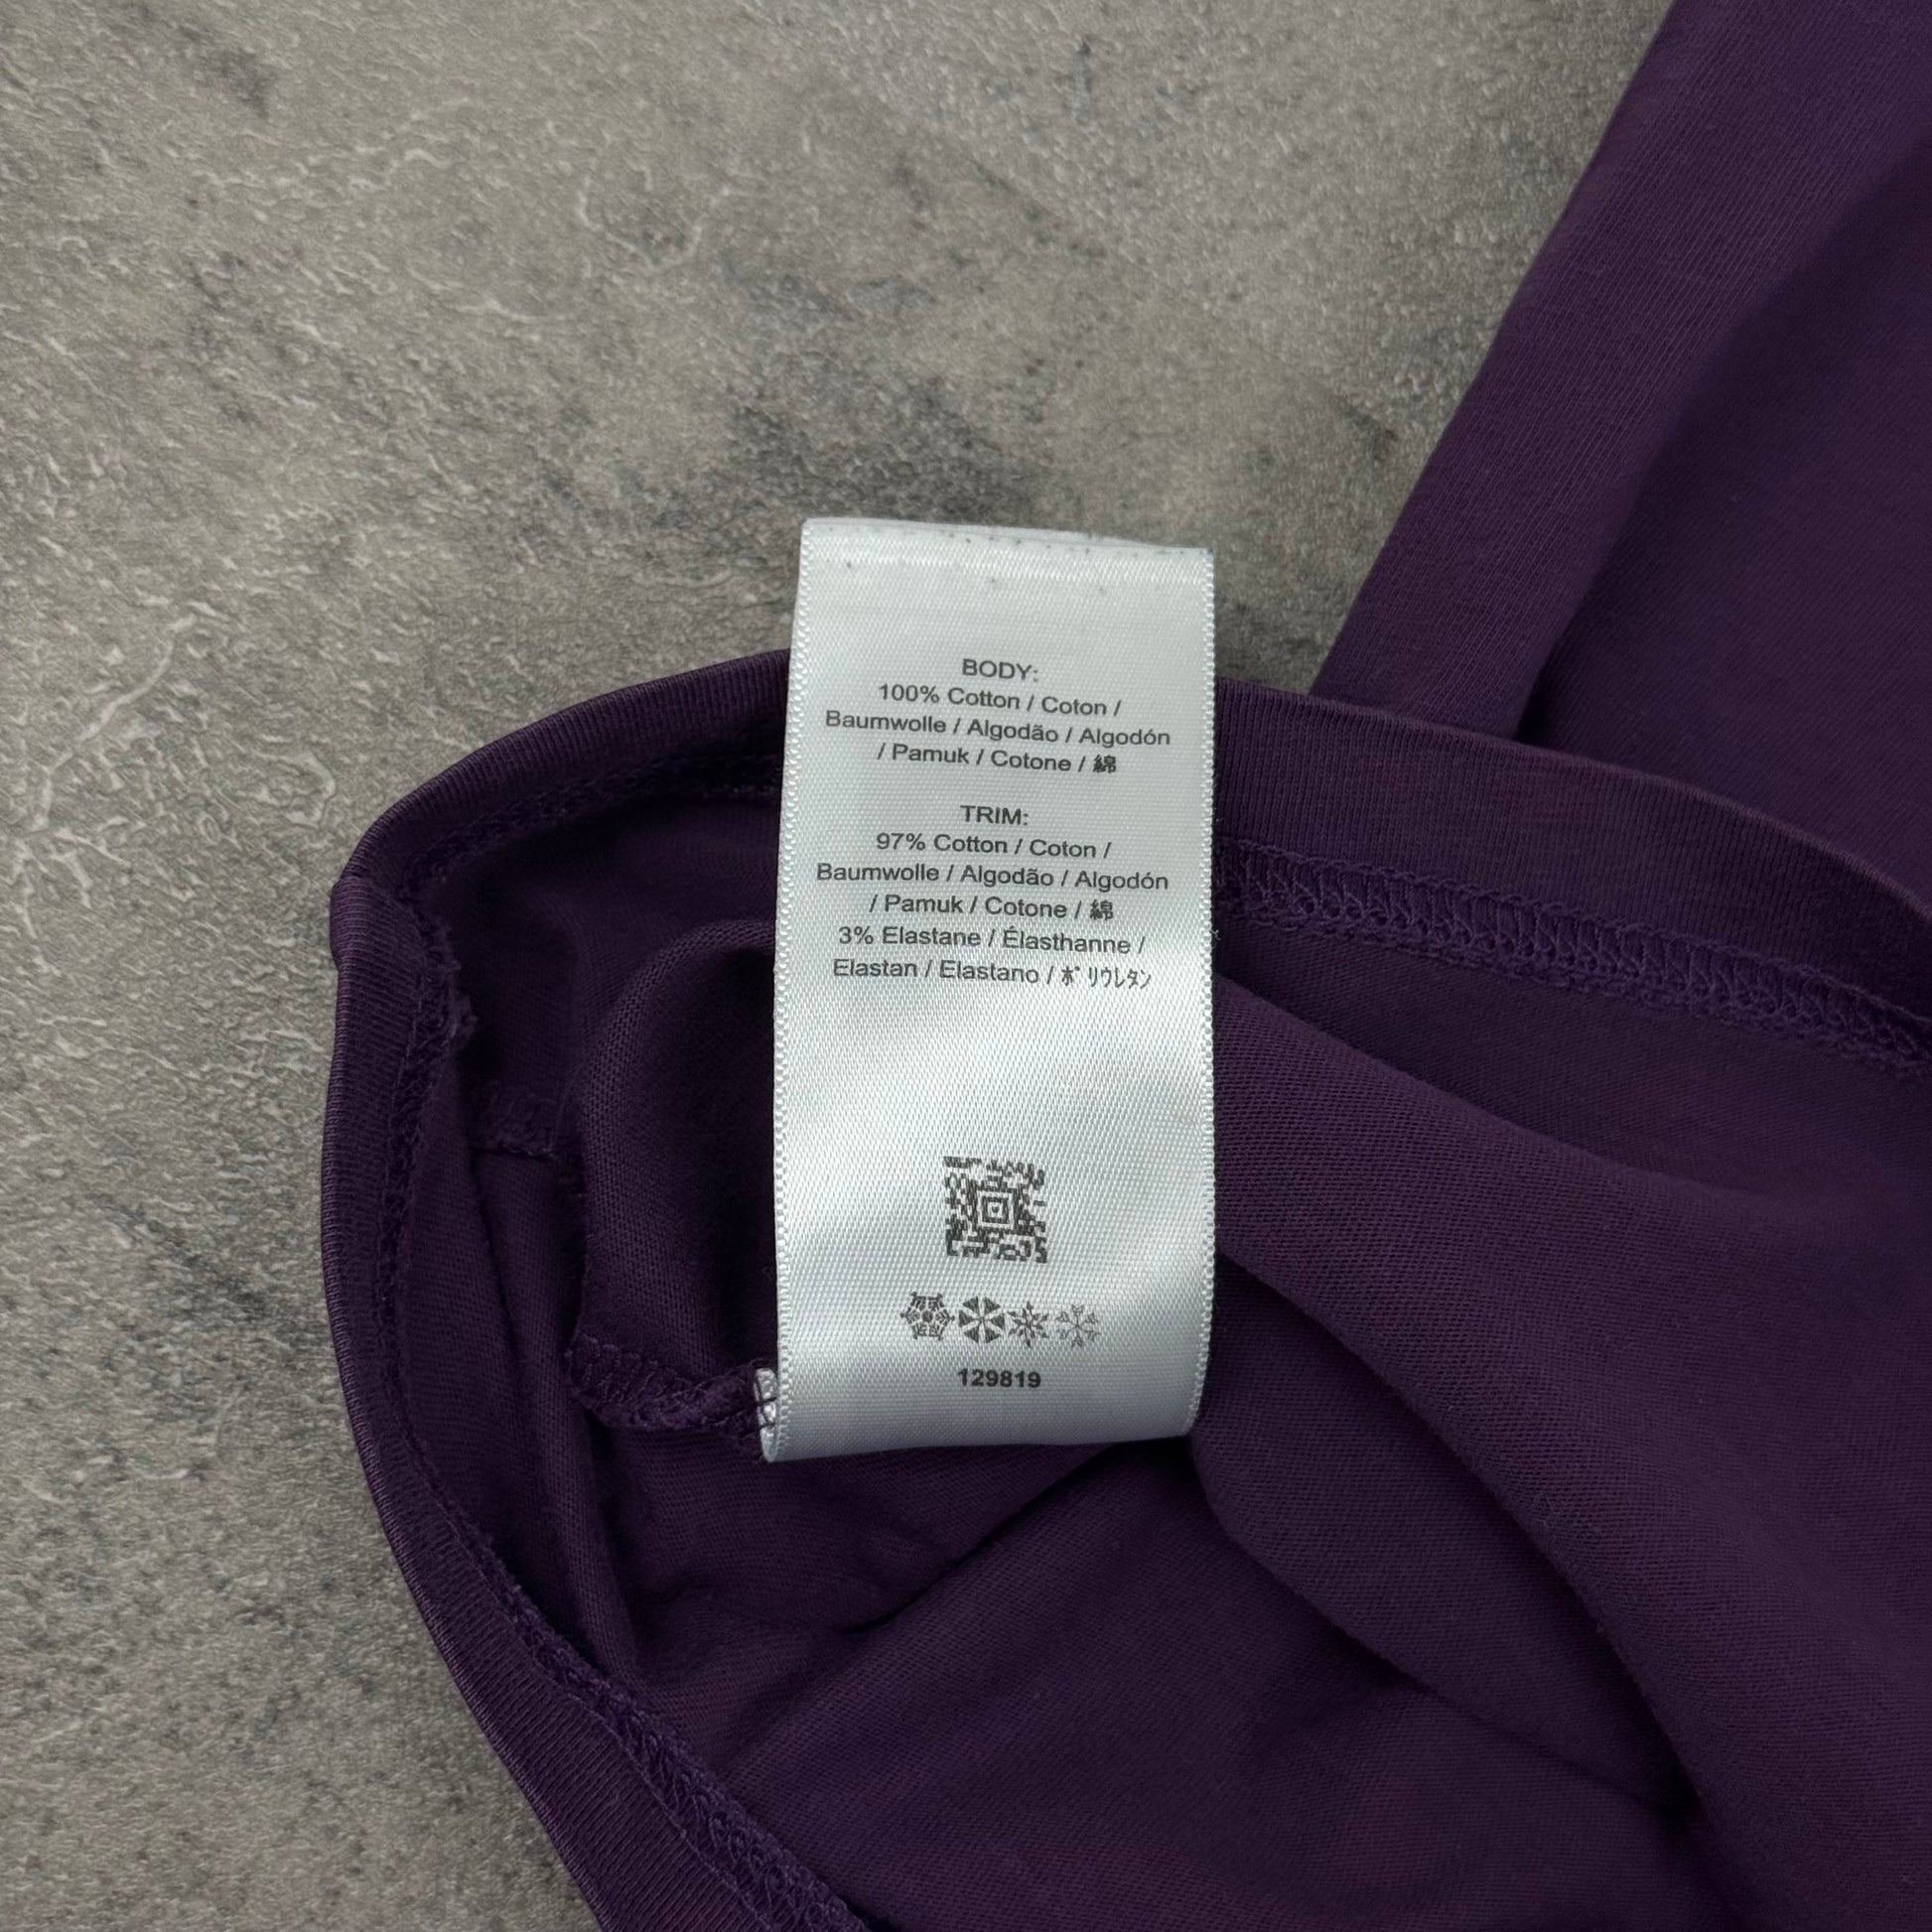 BODY:
100% Cotton / Coton /
Baumwolle / Algodão / Algodón
/ Pamuk / Cotone / 綿
TRIM:
97% Cotton / Coton /
Baumwolle / Algodão / Algodón
/ Pamuk / Cotone / 綿
3% Elastane / Élasthanne /
Elastan / Elastano / ポリウレタン
129819